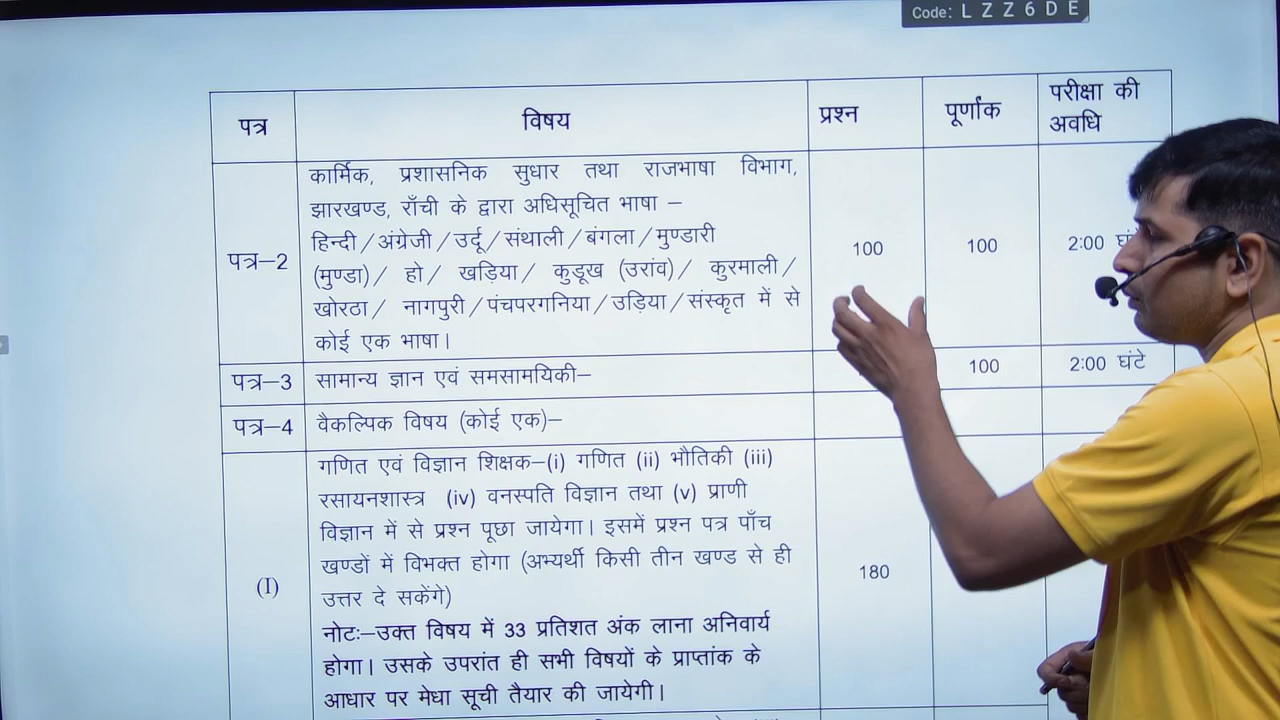 Code: L Z Z 6 D E
पत्र विषय प्रश्न पूर्णांक परीक्षा की
अवधि
पत्र–2
कार्मिक, प्रशासनिक सुधार तथा राजभाषा विभाग,
झारखण्ड, राँची के द्वारा अधिसूचित भाषा –
हिन्दी/अंग्रेजी/उर्दू/संथाली/बंगला/मुण्डारी
(मुण्डा)/ हो/ खड़िया/ कुडूख (उरांव)/ कुरमाली/
खोरठा/ नागपुरी/पंचपरगनिया/उड़िया/संस्कृत में से
कोई एक भाषा।
100 100 2:00
पत्र–3 सामान्य ज्ञान एवं समसामयिकी– 100 2:00 घंटे
पत्र–4 वैकल्पिक विषय (कोई एक)–
(I)
गणित एवं विज्ञान शिक्षक–(i) गणित (ii) भौतिकी (iii)
रसायनशास्त्र (iv) वनस्पति विज्ञान तथा (v) प्राणी
विज्ञान में से प्रश्न पूछा जायेगा। इसमें प्रश्न पत्र पाँच
खण्डों में विभक्त होगा (अभ्यर्थी किसी तीन खण्ड से ही
उत्तर दे सकेंगे)
नोटः–उक्त विषय में 33 प्रतिशत अंक लाना अनिवार्य
होगा। उसके उपरांत ही सभी विषयों के प्राप्तांक के
आधार पर मेधा सूची तैयार की जायेगी।
180